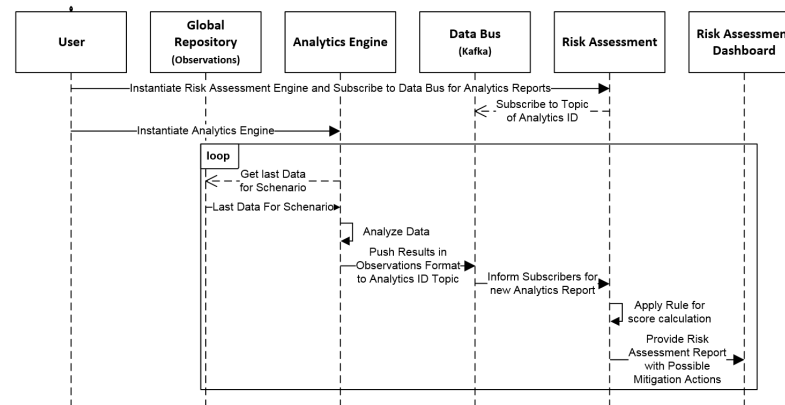 User
Global
Repository
(Observations)
Analytics Engine
Data Bus
(Kafka)
Risk Assessment
Risk Assessmen
Dashboard
Instantiate Risk Assessment Engine and Subscribe to Data Bus for Analytics Reports
Subscribe to Topic
of Analytics ID
Instantiate Analytics Engine
loop
Get last Data
for Schenario
Last Data For Schenario
Analyze Data
Push Results in
Observations Format
to Analytics ID Topic
Inform Subscribers for
new Analytics Report
Apply Rule for
score calculation
Provide Risk
Assessment Report
with Possible
Mitigation Actions